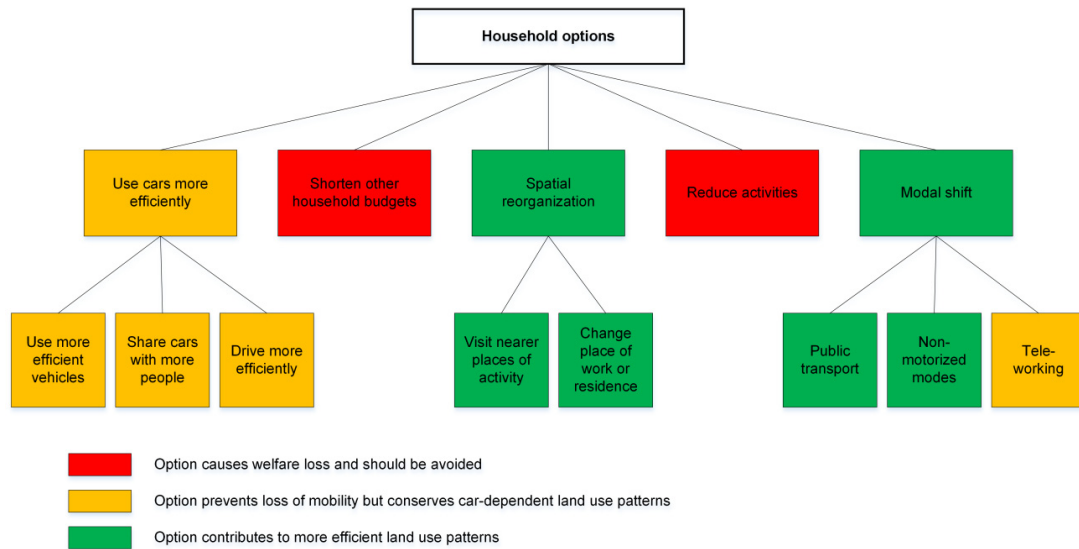 Household options
Use cars more
efficiently
Shorten other
household budgets
Spatial
reorganization
Reduce activities
Modal shift
Use more
efficient
vehicles
Share cars
with more
people
Drive more
efficiently
Visit nearer
places of
activity
Change
place of
work or
residence
Public
transport
Non-
motorized
modes
Tele-
working
Option causes welfare loss and should be avoided
Option prevents loss of mobility but conserves car-dependent land use patterns
Option contributes to more efficient land use patterns